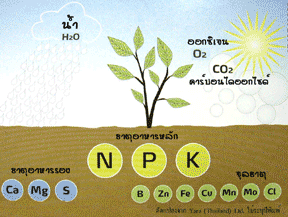 น้ำ
H₂O
ออกซิเจน
O₂
CO₂
คาร์บอนไดออกไซด์
ธาตุอาหารหลัก
N P K
ธาตุอาหารรอง
Ca Mg S
จุลธาตุ
B Zn Fe Cu Mn Mo Cl
Yara (Thailand) Ltd.